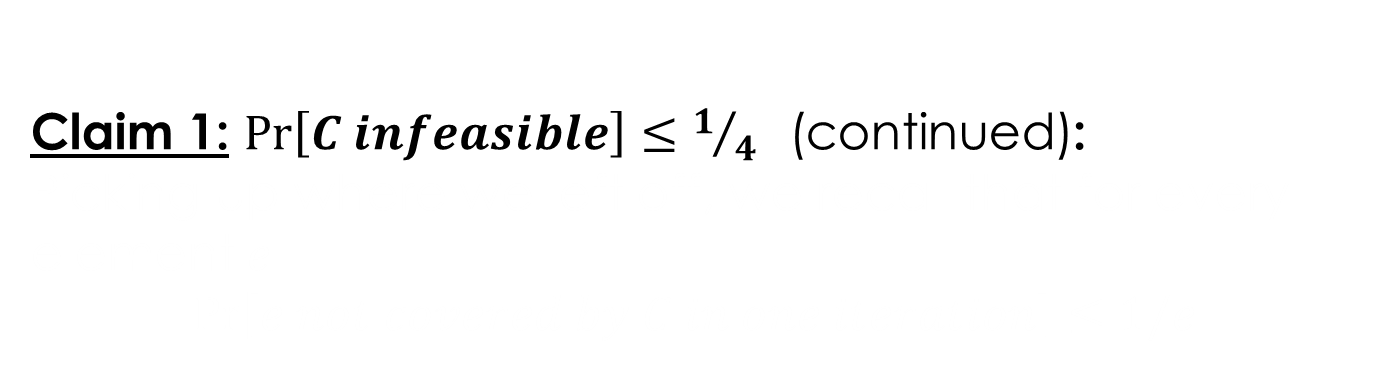 Claim 1: Pr[C infeasible] ≤ 1/4 (continued):